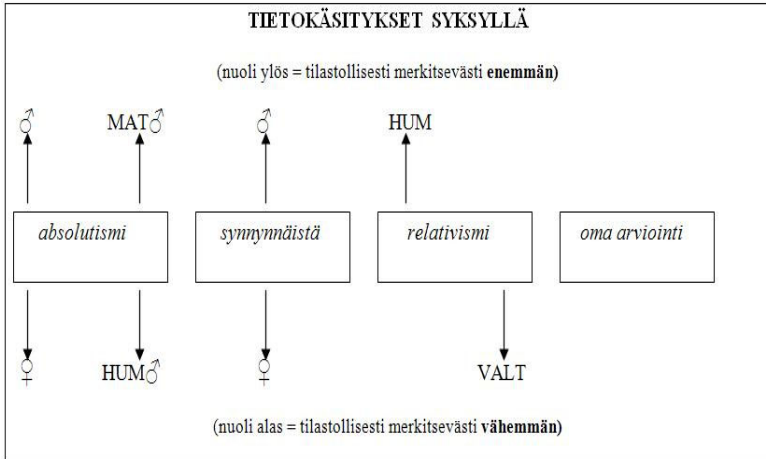 TIETOKÄSITYKSET SYKSYLLÄ
(nuoli ylös = tilastollisesti merkitsevästi enemmän)
♂ MAT♂ ♂ HUM
absolutismi synnynnäistä relativismi oma arviointi
♀ HUM♂ ♀ VALT
(nuoli alas = tilastollisesti merkitsevästi vähemmän)